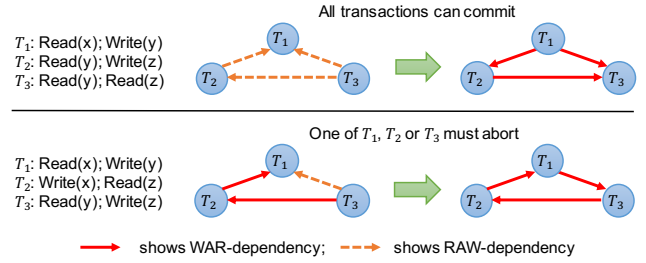 All transactions can commit
T₁: Read(x); Write(y)
T₂: Read(y); Write(z)
T₃: Read(y); Read(z)
T₁
T₂
T₃
T₁
T₂
T₃
One of T₁, T₂ or T₃ must abort
T₁: Read(x); Write(y)
T₂: Write(x); Read(z)
T₃: Read(y); Write(z)
T₁
T₂
T₃
T₁
T₂
T₃
shows WAR-dependency; shows RAW-dependency